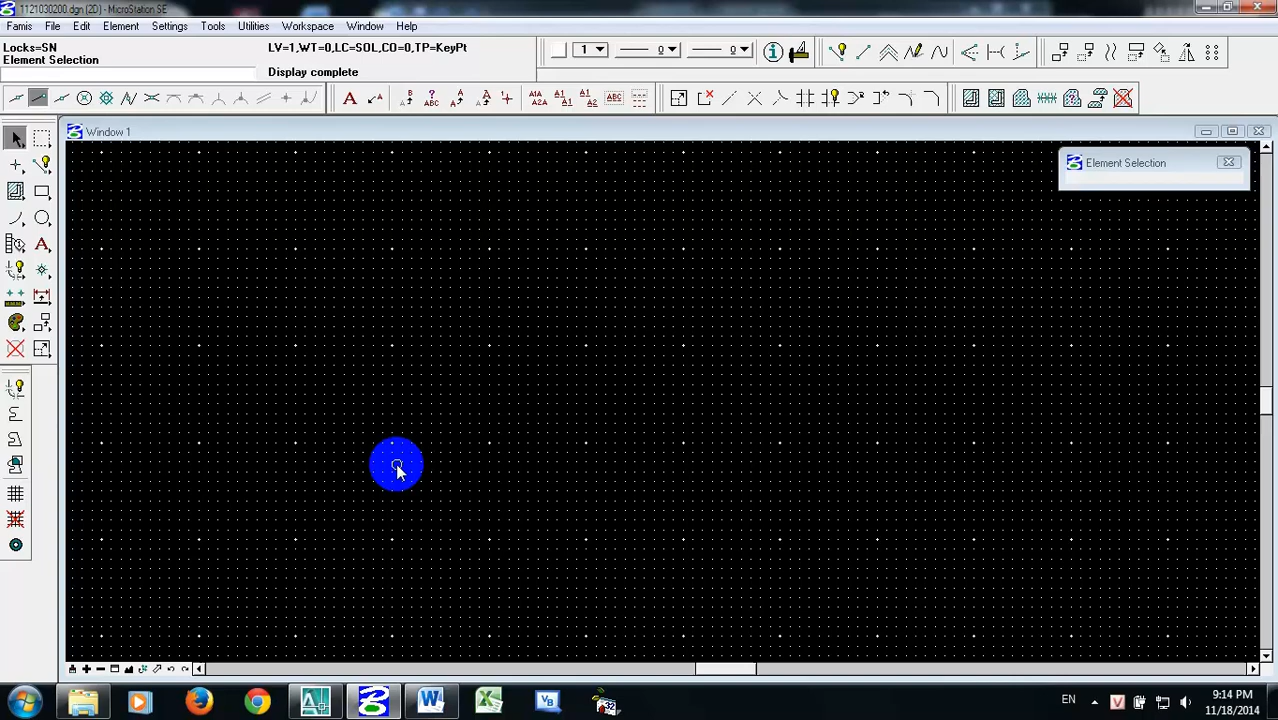 1121030200.dgn (2D) - MicroStation SE
Famis File Edit Element Settings Tools Utilities Workspace Window Help
Locks=SN LV=1,WT=0,LC=SOL,CO=0,TP=KeyPt
Element Selection
Display complete
1 0 0
Window 1
Element Selection
EN
9:14 PM
11/18/2014